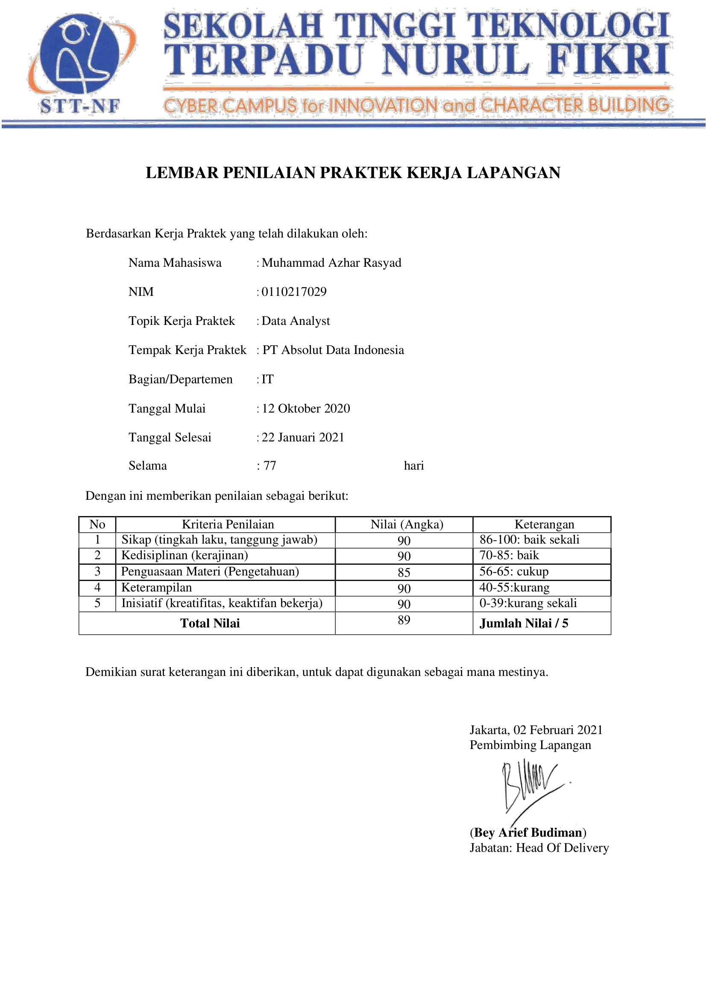 SEKOLAH TINGGI TEKNOLOGI
TERPADU NURUL FIKRI
CYBER CAMPUS for INNOVATION and CHARACTER BUILDING
STT-NF
LEMBAR PENILAIAN PRAKTEK KERJA LAPANGAN
Berdasarkan Kerja Praktek yang telah dilakukan oleh:
Nama Mahasiswa : Muhammad Azhar Rasyad
NIM : 0110217029
Topik Kerja Praktek : Data Analyst
Tempak Kerja Praktek : PT Absolut Data Indonesia
Bagian/Departemen : IT
Tanggal Mulai : 12 Oktober 2020
Tanggal Selesai : 22 Januari 2021
Selama : 77 hari
Dengan ini memberikan penilaian sebagai berikut:
No Kriteria Penilaian Nilai (Angka) Keterangan
1 Sikap (tingkah laku, tanggung jawab) 90 86-100: baik sekali
2 Kedisiplinan (kerajinan) 90 70-85: baik
3 Penguasaan Materi (Pengetahuan) 85 56-65: cukup
4 Keterampilan 90 40-55:kurang
5 Inisiatif (kreatifitas, keaktifan bekerja) 90 0-39:kurang sekali
Total Nilai 89 Jumlah Nilai / 5
Demikian surat keterangan ini diberikan, untuk dapat digunakan sebagai mana mestinya.
Jakarta, 02 Februari 2021
Pembimbing Lapangan
(Bey Arief Budiman)
Jabatan: Head Of Delivery